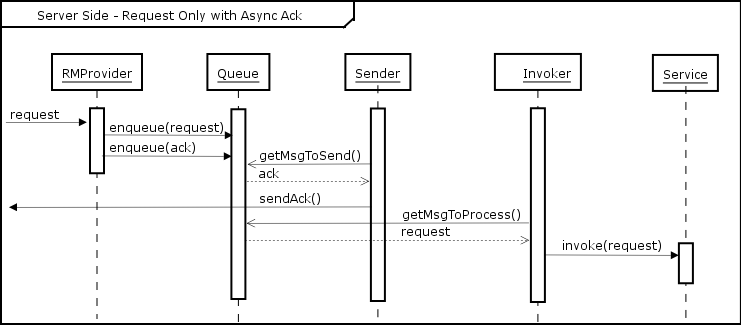 Server Side - Request Only with Async Ack
RMProvider
Queue
Sender
Invoker
Service
request
enqueue(request)
enqueue(ack)
getMsgToSend()
ack
sendAck()
getMsgToProcess()
request
invoke(request)